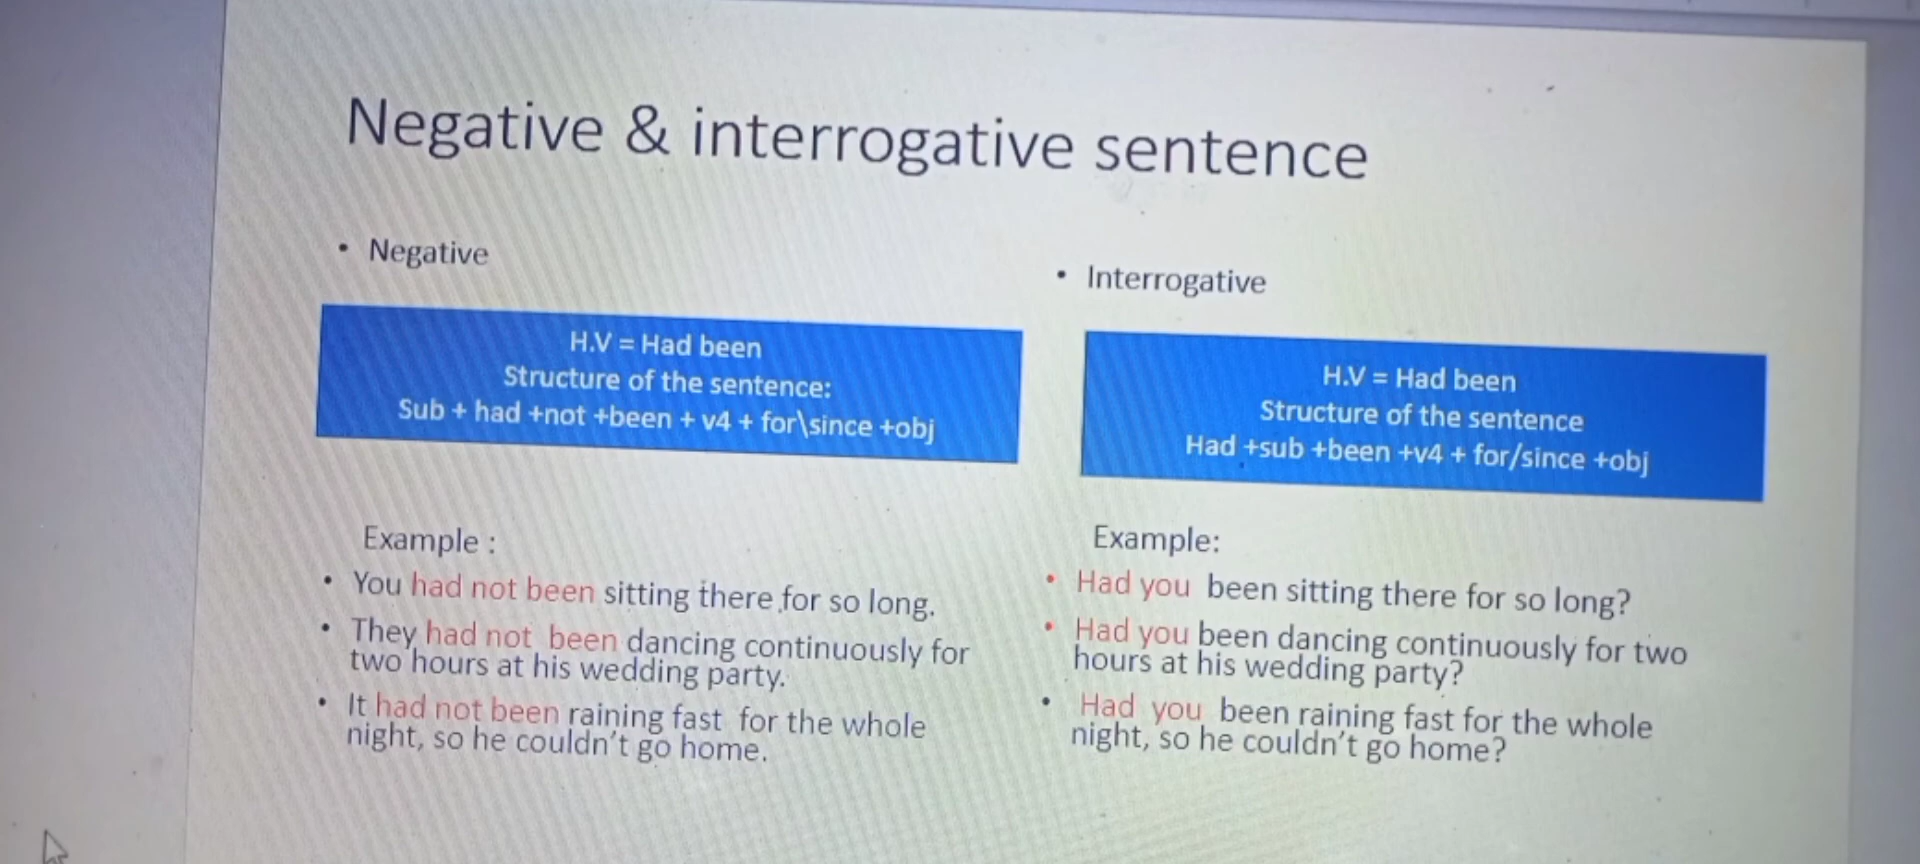 Negative & interrogative sentence
• Negative
H.V = Had been
Structure of the sentence:
Sub + had +not +been + v4 + for\since +obj
Example :
• You had not been sitting there for so long.
• They had not been dancing continuously for
two hours at his wedding party.
• It had not been raining fast for the whole
night, so he couldn't go home.
• Interrogative
H.V = Had been
Structure of the sentence
Had +sub +been +v4 + for/since +obj
Example:
• Had you been sitting there for so long?
• Had you been dancing continuously for two
hours at his wedding party?
• Had you been raining fast for the whole
night, so he couldn't go home?